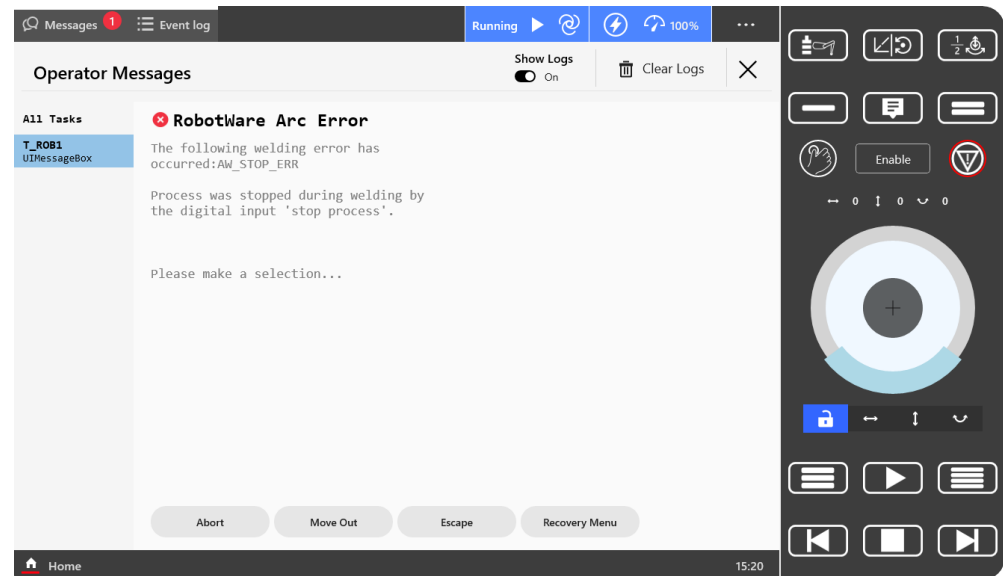 Messages 1 Event log Running 100% ...
Operator Messages Show Logs On Clear Logs
All Tasks
T_ROB1
UIMessageBox
RobotWare Arc Error
The following welding error has
occurred:AW_STOP_ERR
Process was stopped during welding by
the digital input 'stop process'.
Please make a selection...
Abort Move Out Escape Recovery Menu
Home 15:20
1
2
Enable
0 0 0